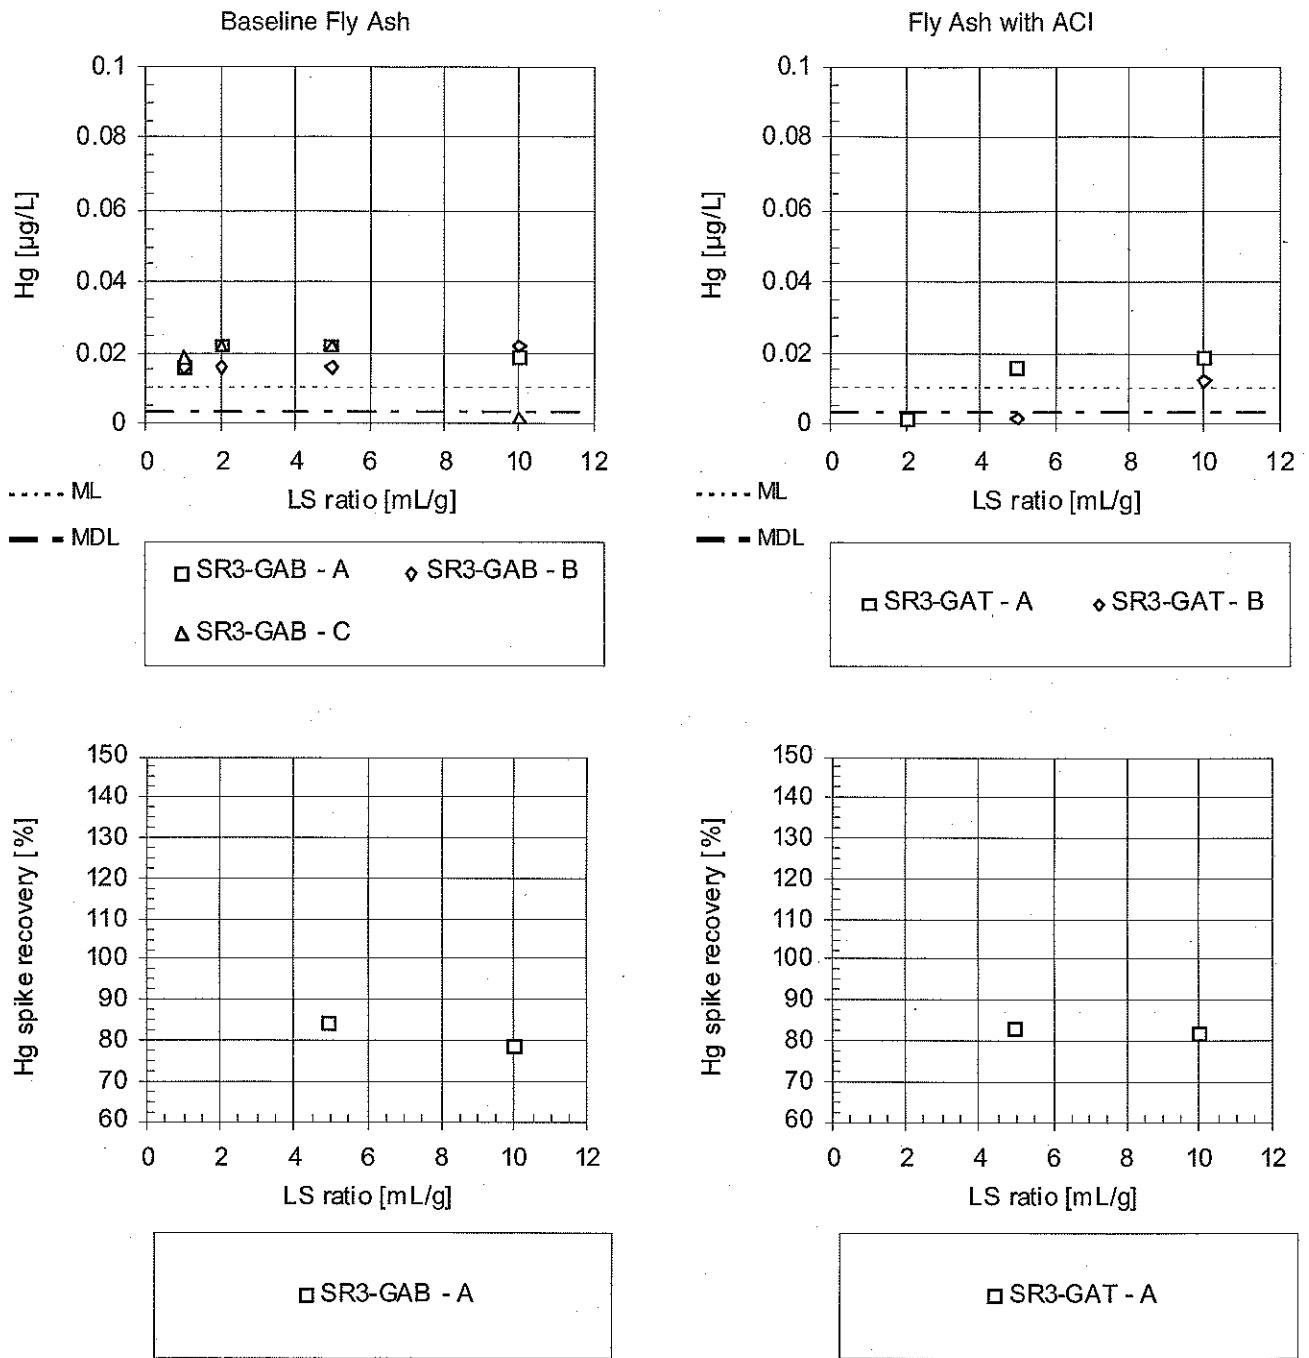 Baseline Fly Ash
Hg [µg/L]
0.1
0.08
0.06
0.04
0.02
0
0 2 4 6 8 10 12
LS ratio [mL/g]
ML
MDL
SR3-GAB - A SR3-GAB - B
SR3-GAB - C
Fly Ash with ACI
Hg [µg/L]
0.1
0.08
0.06
0.04
0.02
0
0 2 4 6 8 10 12
LS ratio [mL/g]
ML
MDL
SR3-GAT - A SR3-GAT - B
Hg spike recovery [%]
150
140
130
120
110
100
90
80
70
60
0 2 4 6 8 10 12
LS ratio [mL/g]
SR3-GAB - A
Hg spike recovery [%]
150
140
130
120
110
100
90
80
70
60
0 2 4 6 8 10 12
LS ratio [mL/g]
SR3-GAT - A